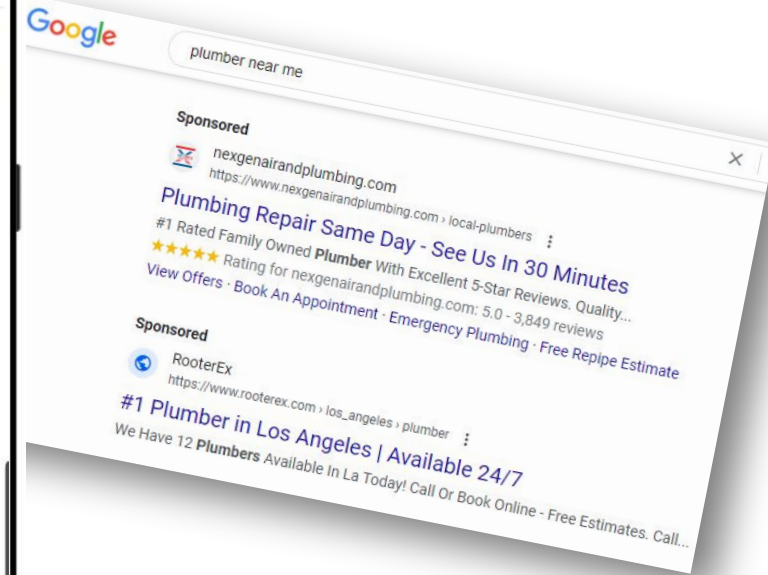 Google
plumber near me
Sponsored
nexgenairandplumbing.com
https://www.nexgenairandplumbing.com › local-plumbers
Plumbing Repair Same Day - See Us In 30 Minutes
#1 Rated Family Owned Plumber With Excellent 5-Star Reviews. Quality...
Rating for nexgenairandplumbing.com: 5.0 - 3,849 reviews
View Offers · Book An Appointment · Emergency Plumbing · Free Repipe Estimate
Sponsored
RooterEx
https://www.rooterex.com › los_angeles › plumber
#1 Plumber in Los Angeles | Available 24/7
We Have 12 Plumbers Available In La Today! Call Or Book Online - Free Estimates. Call...